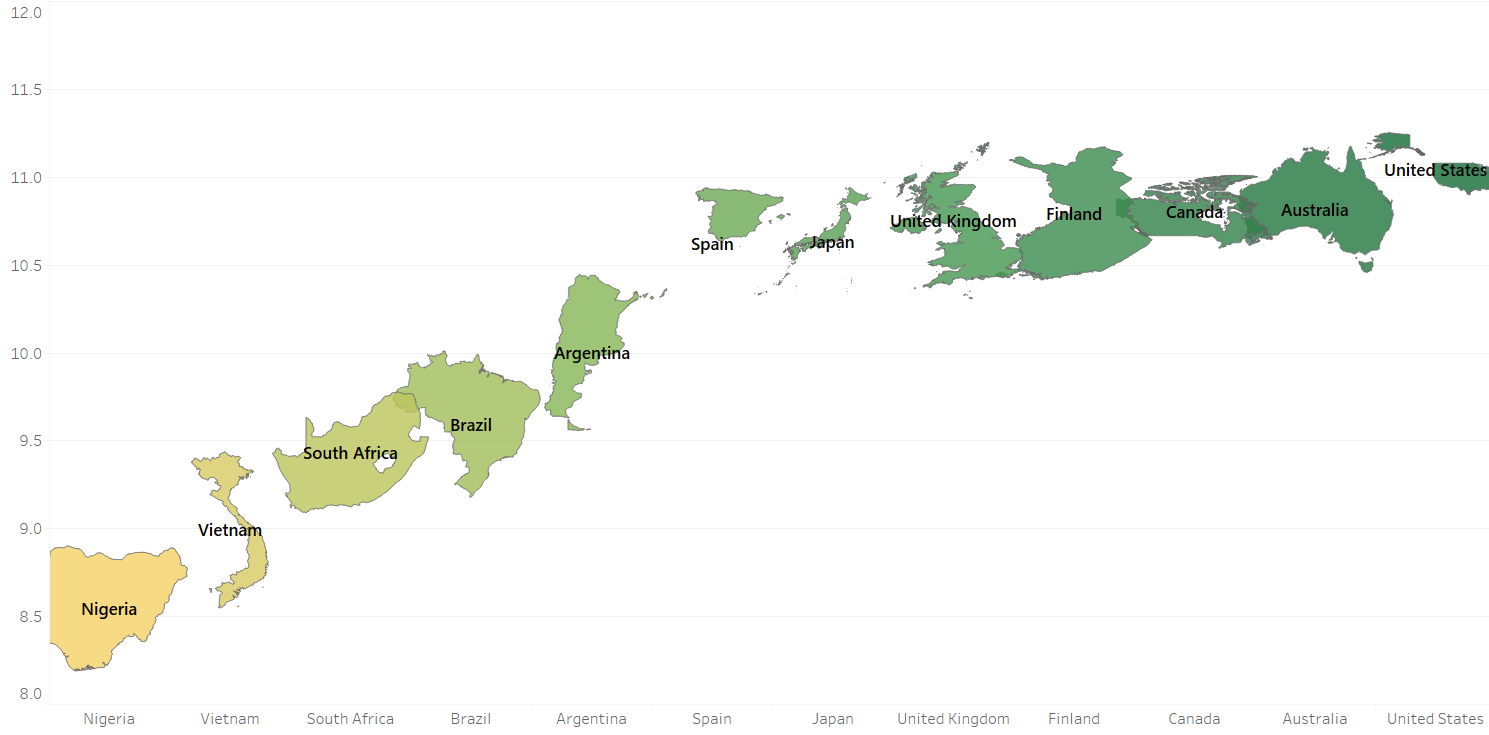 12.0
11.5
11.0
United States
Australia
Canada
Finland
United Kingdom
Japan
Spain
10.5
10.0
Argentina
Brazil
9.5
South Africa
9.0
Vietnam
8.5
Nigeria
8.0
Nigeria Vietnam South Africa Brazil Argentina Spain Japan United Kingdom Finland Canada Australia United States